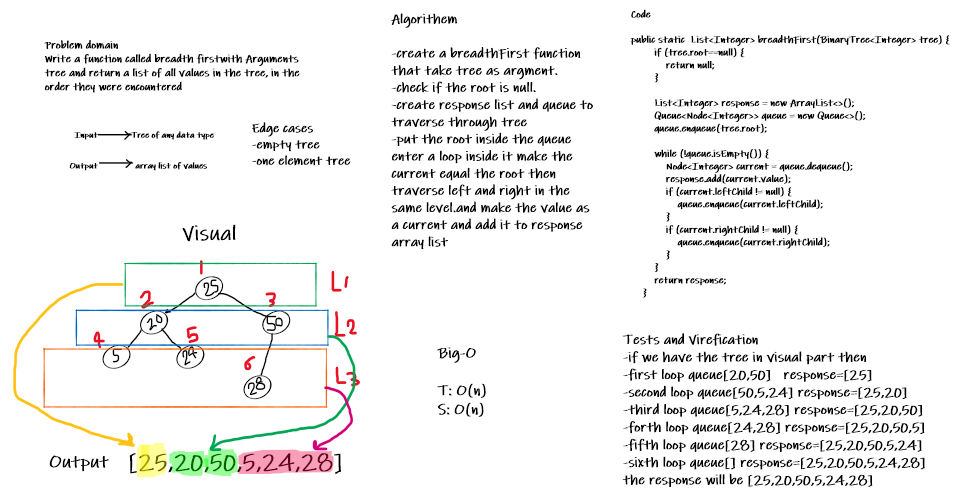 Problem domain
Write a function called breadth firstwith Arguments
tree and return a list of all values in the tree, in the
order they were encountered
Input Tree of any data type
Output array list of values
Edge cases
-empty tree
-one element tree
Visual
1
25
L1
2
3
20
50
L2
4
5
5
24
6
28
L3
Output [25,20,50,5,24,28]
Algorithem
-create a breadthFirst function
that take tree as argment.
-check if the root is null.
-create response list and queue to
traverse through tree
-put the root inside the queue
enter a loop inside it make the
current equal the root then
traverse left and right in the
same level.and make the value as
a current and add it to response
array list
Big-O
T: O(n)
S: O(n)
Code
public static List<Integer> breadthFirst(BinaryTree<Integer> tree) {
if (tree.root==null) {
return null;
}
List<Integer> response = new ArrayList<>();
Queue<Node<Integer>> queue = new Queue<>();
queue.enqueue(tree.root);
while (!queue.isEmpty()) {
Node<Integer> current = queue.dequeue();
response.add(current.value);
if (current.leftChild != null) {
queue.enqueue(current.leftChild);
}
if (current.rightChild != null) {
queue.enqueue(current.rightChild);
}
}
return response;
}
Tests and Virefication
-if we have the tree in visual part then
-first loop queue[20,50] response=[25]
-second loop queue[50,5,24] response=[25,20]
-third loop queue[5,24,28] response=[25,20,50]
-forth loop queue[24,28] response=[25,20,50,5]
-fifth loop queue[28] response=[25,20,50,5,24]
-sixth loop queue[] response=[25,20,50,5,24,28]
the response will be [25,20,50,5,24,28]